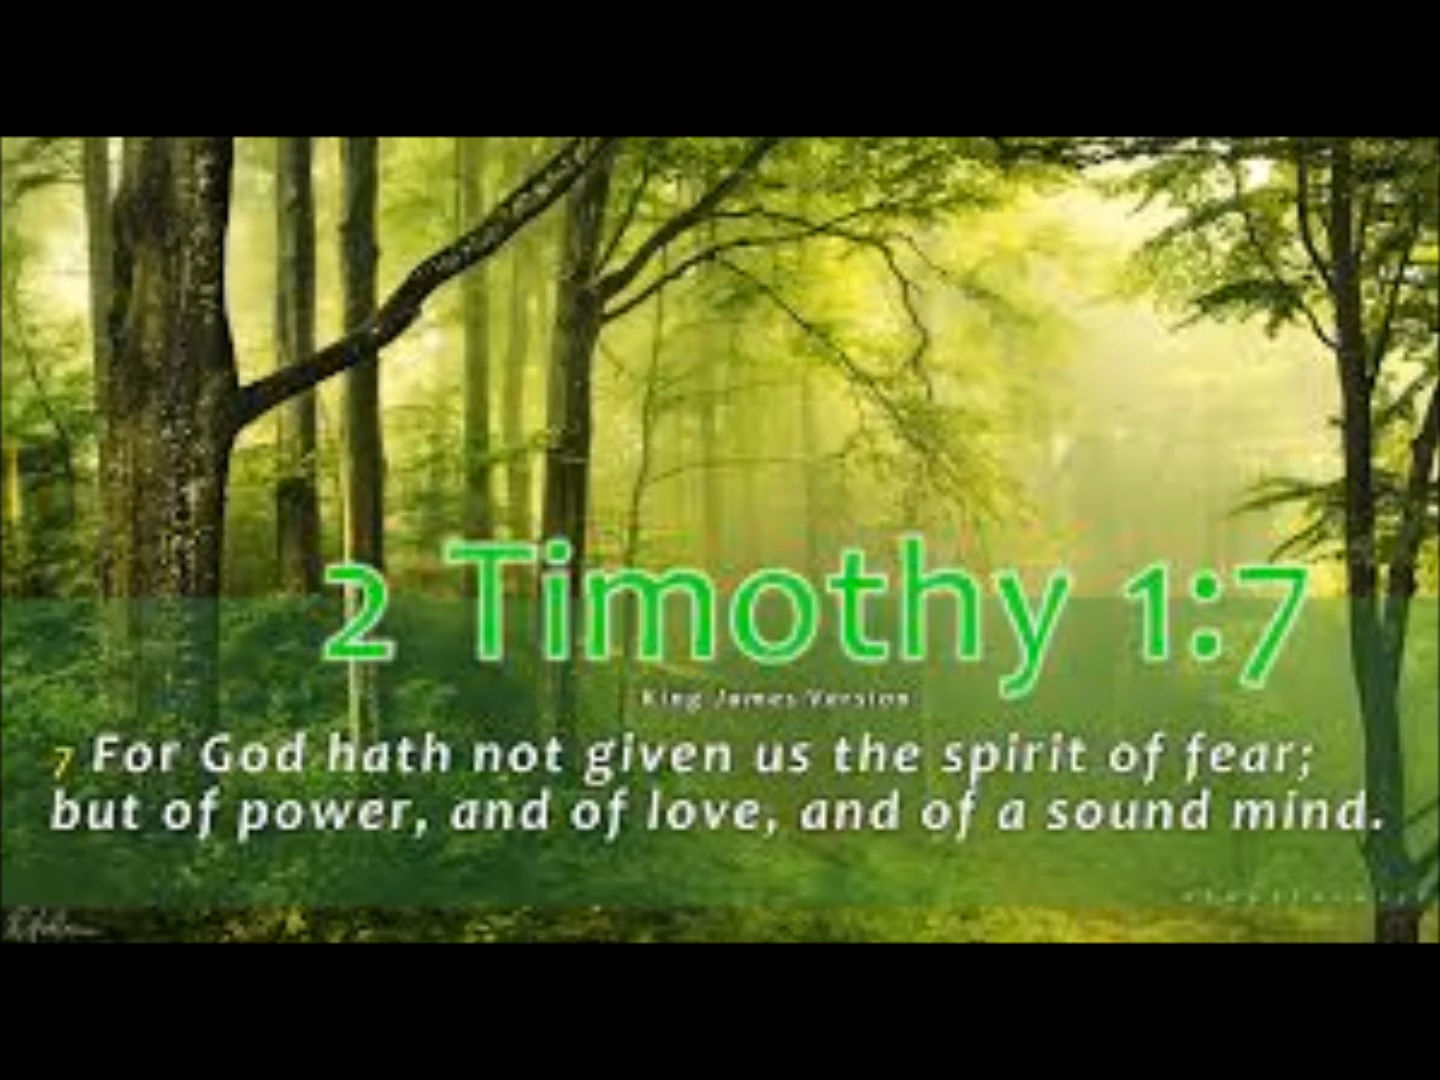 2 Timothy 1:7
King James Version
7 For God hath not given us the spirit of fear;
but of power, and of love, and of a sound mind.